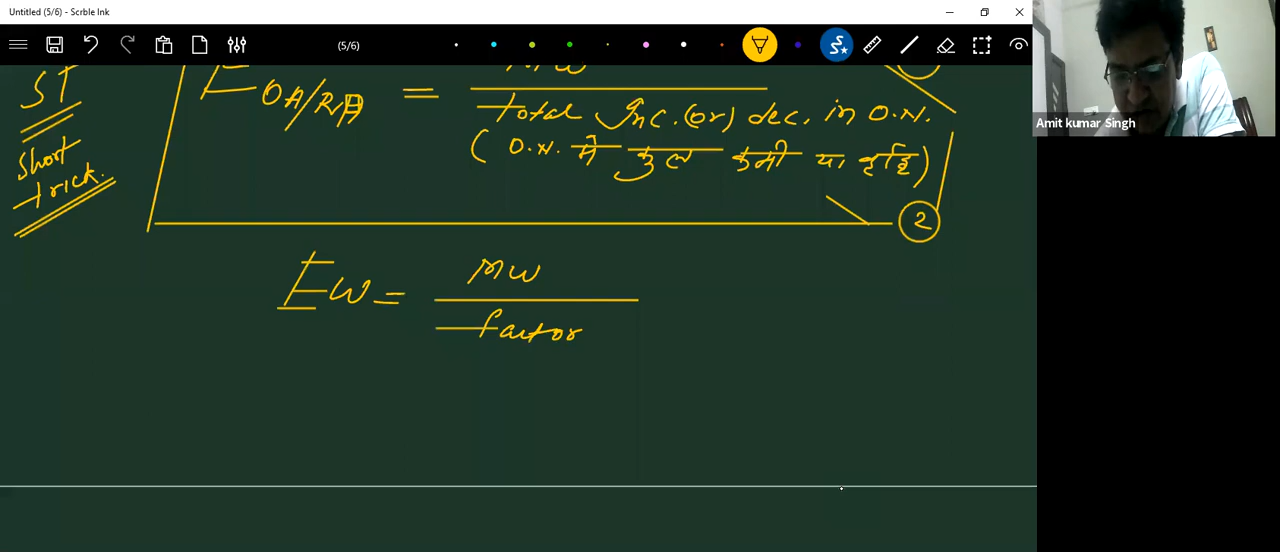 Untitled (5/6) - Scrble Ink
(5/6)
ST
Short
trick.
E OA/RA = MW
Total Inc. (or) dec. in O.N.
( O.N. में कुल कमी या वृद्धि )
2
EW = MW
factor
Amit kumar Singh